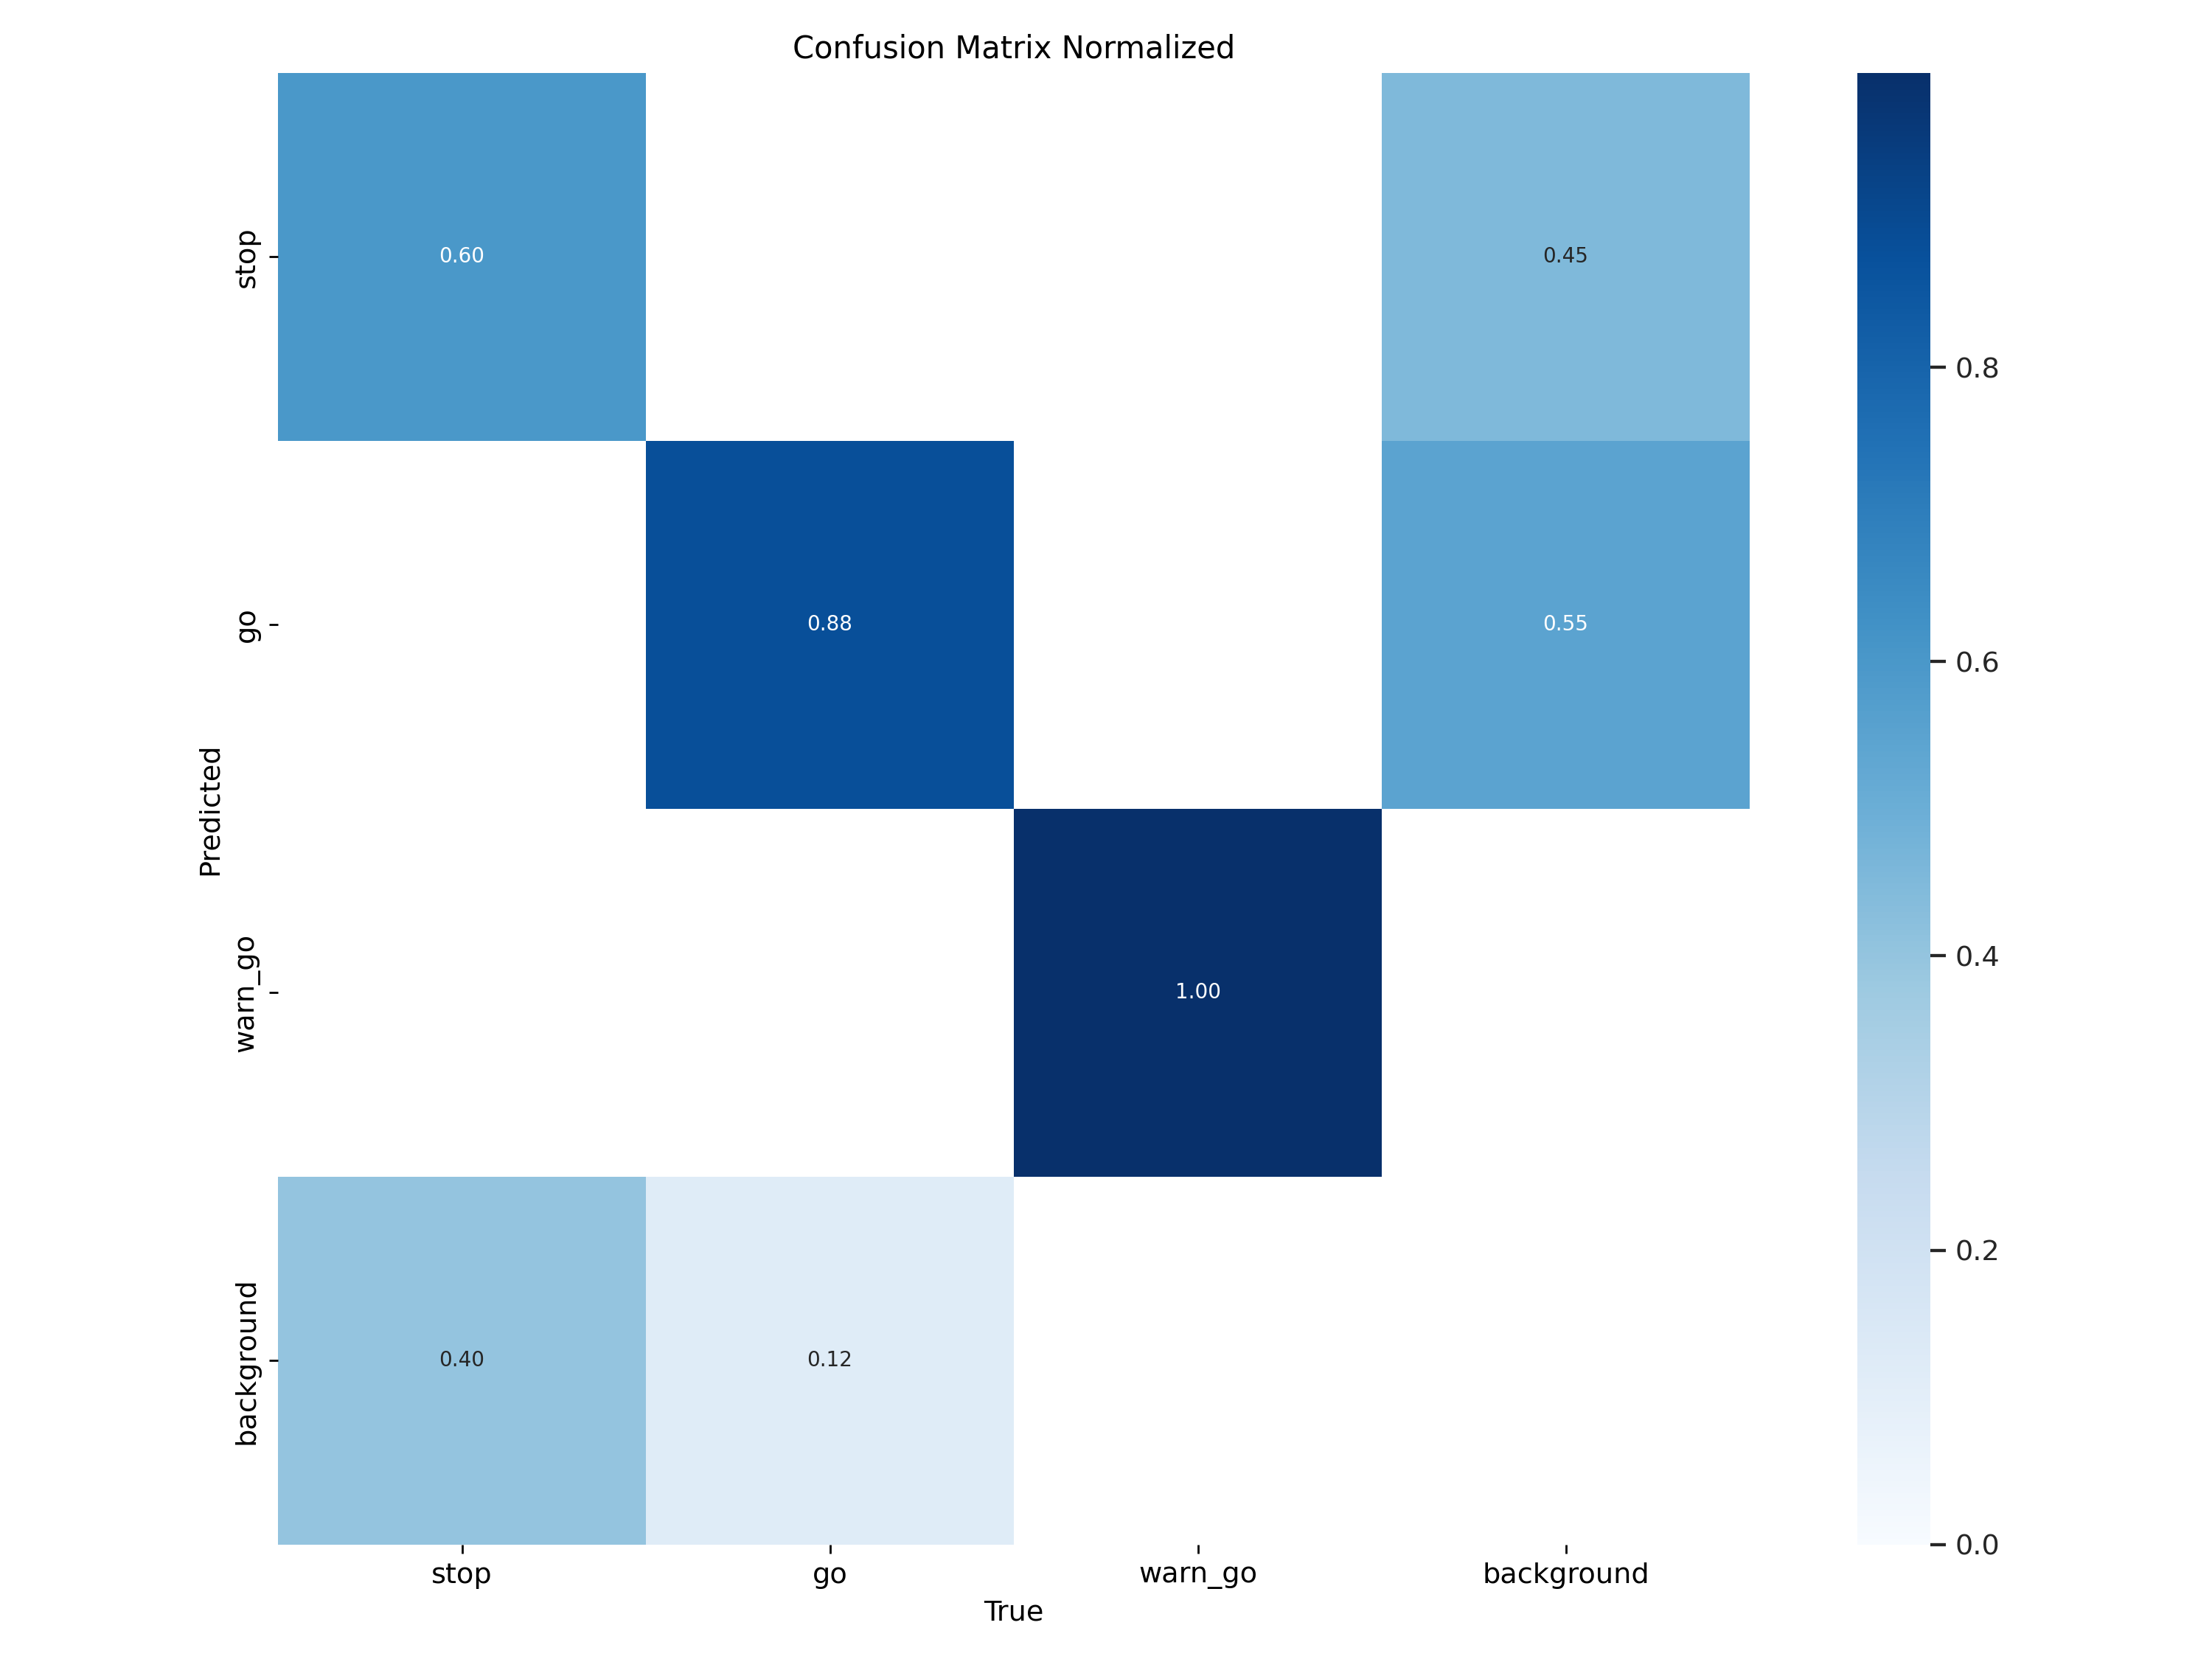 Confusion Matrix Normalized
stop
go
warn_go
background
Predicted
0.60
0.45
0.88
0.55
1.00
0.40
0.12
stop
go
warn_go
background
True
0.8
0.6
0.4
0.2
0.0